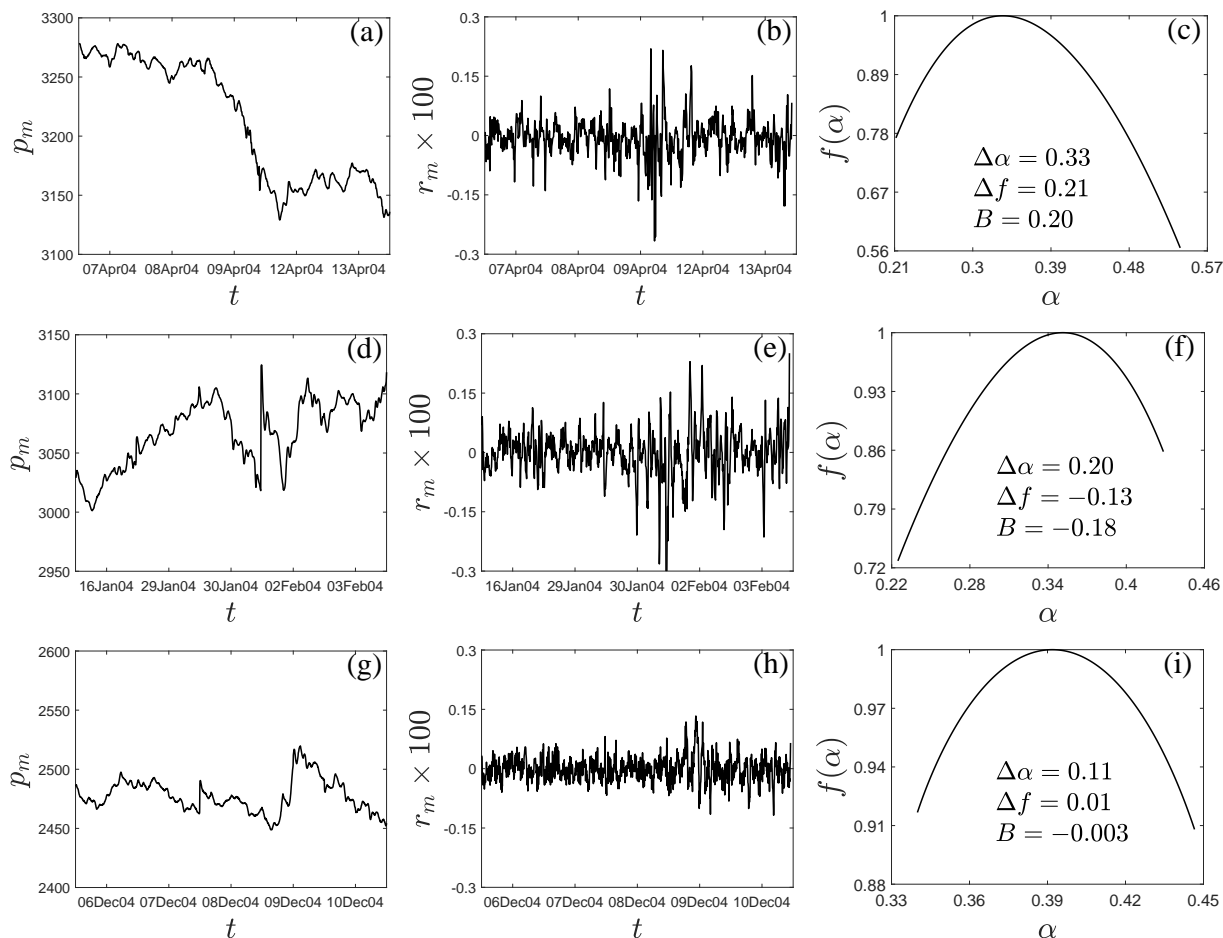 (a)
3300
3250
3200
3150
3100
p_m
07Apr04 08Apr04 09Apr04 12Apr04 13Apr04
t
(b)
0.3
0.15
0
-0.15
-0.3
r_m × 100
07Apr04 08Apr04 09Apr04 12Apr04 13Apr04
t
(c)
1
0.89
0.78
0.67
0.56
f(α)
Δα = 0.33
Δf = 0.21
B = 0.20
0.21 0.3 0.39 0.48 0.57
α
(d)
3150
3100
3050
3000
2950
p_m
16Jan04 29Jan04 30Jan04 02Feb04 03Feb04
t
(e)
0.3
0.15
0
-0.15
-0.3
r_m × 100
16Jan04 29Jan04 30Jan04 02Feb04 03Feb04
t
(f)
1
0.93
0.86
0.79
0.72
f(α)
Δα = 0.20
Δf = −0.13
B = −0.18
0.22 0.28 0.34 0.4 0.46
α
(g)
2600
2550
2500
2450
2400
p_m
06Dec04 07Dec04 08Dec04 09Dec04 10Dec04
t
(h)
0.3
0.15
0
-0.15
-0.3
r_m × 100
06Dec04 07Dec04 08Dec04 09Dec04 10Dec04
t
(i)
1
0.97
0.94
0.91
0.88
f(α)
Δα = 0.11
Δf = 0.01
B = −0.003
0.33 0.36 0.39 0.42 0.45
α